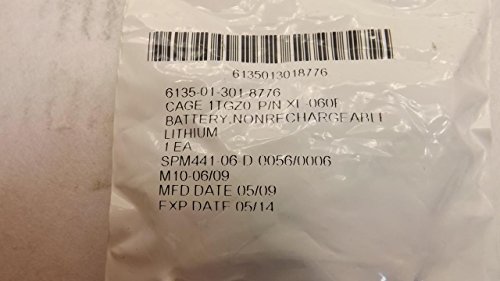 6135013018776
6135-01-301-8776
CAGE 1TGZ0 P/N XL-060F
BATTERY,NONRECHARGEABLE
LITHIUM
1 EA
SPM441-06-D-0056/0006
M10-06/09
MFD DATE 05/09
EXP DATE 05/14